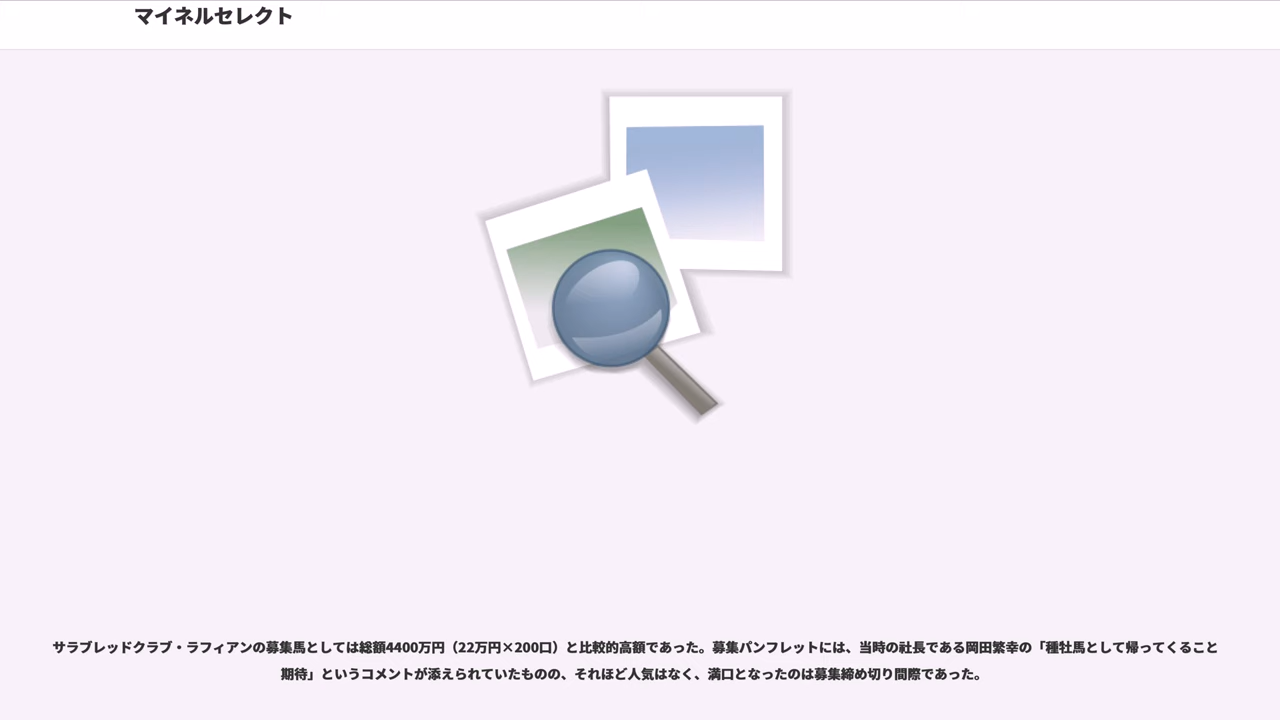 マイネルセレクト
サラブレッドクラブ・ラフィアンの募集馬としては総額4400万円（22万円×200口）と比較的高額であった。募集パンフレットには、当時の社長である岡田繁幸の「種牡馬として帰ってくること
期待」というコメントが添えられていたものの、それほど人気はなく、満口となったのは募集締め切り間際であった。